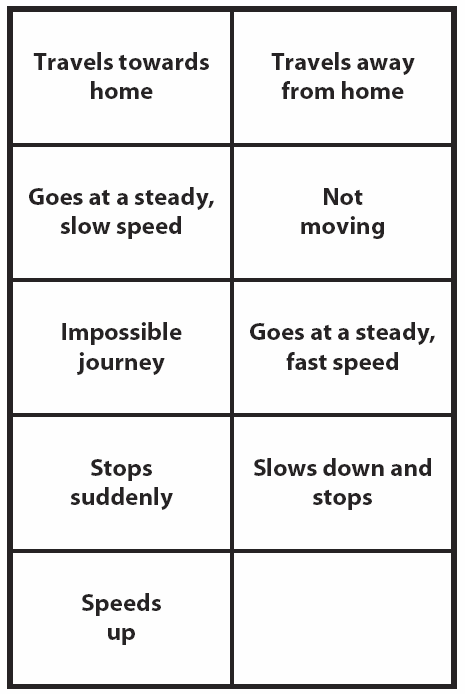 Travels towards
home
Travels away
from home
Goes at a steady,
slow speed
Not
moving
Impossible
journey
Goes at a steady,
fast speed
Stops
suddenly
Slows down and
stops
Speeds
up